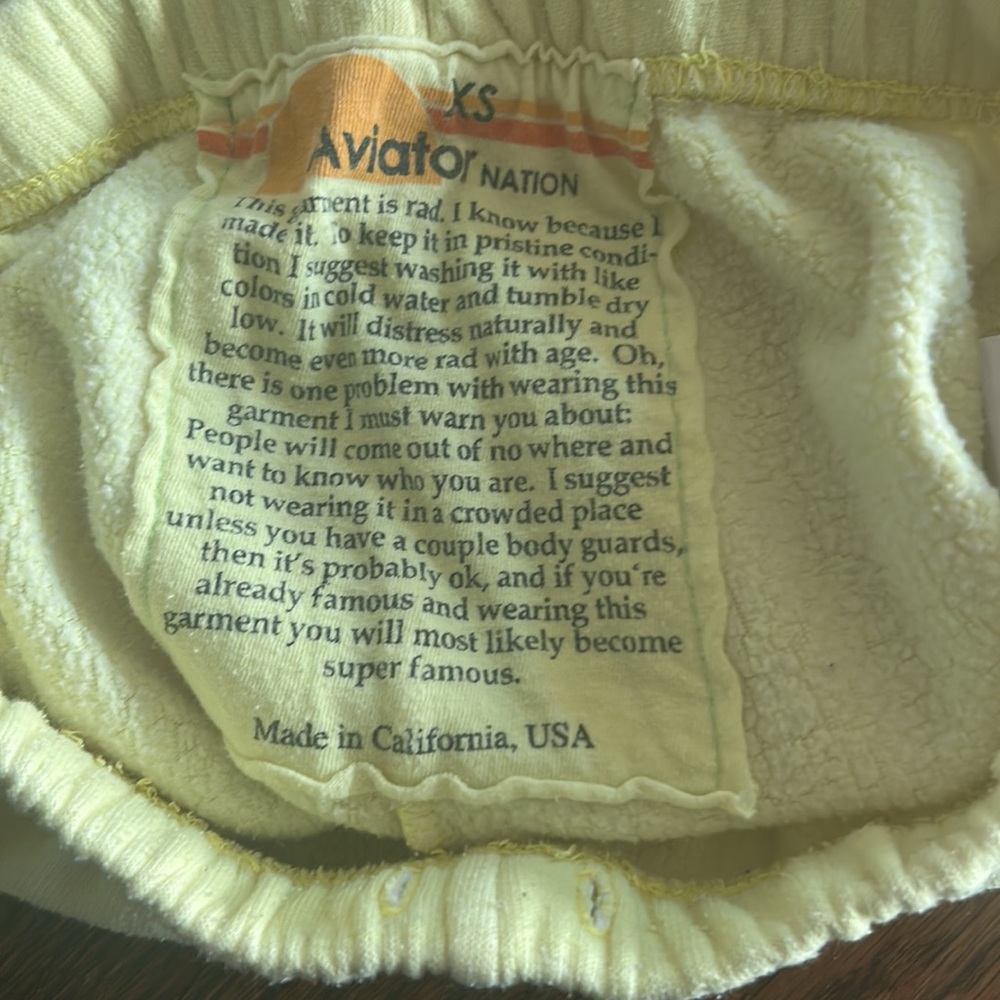 XS
Aviator NATION
This garment is rad. I know because I
made it. To keep it in pristine condi-
tion I suggest washing it with like
colors in cold water and tumble dry
low. It will distress naturally and
become even more rad with age. Oh,
there is one problem with wearing this
garment I must warn you about:
People will come out of no where and
want to know who you are. I suggest
not wearing it in a crowded place
unless you have a couple body guards,
then it's probably ok, and if you're
already famous and wearing this
garment you will most likely become
super famous.
Made in California, USA